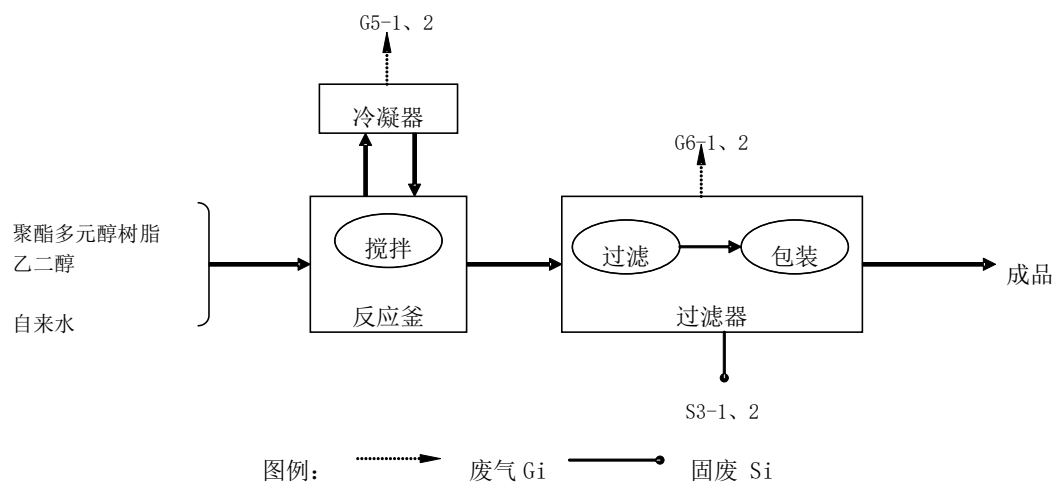 G5-1、2
冷凝器
G6-1、2
聚酯多元醇树脂
乙二醇
自来水
搅拌
反应釜
过滤
包装
过滤器
成品
S3-1、2
图例： 废气 Gi 固废 Si